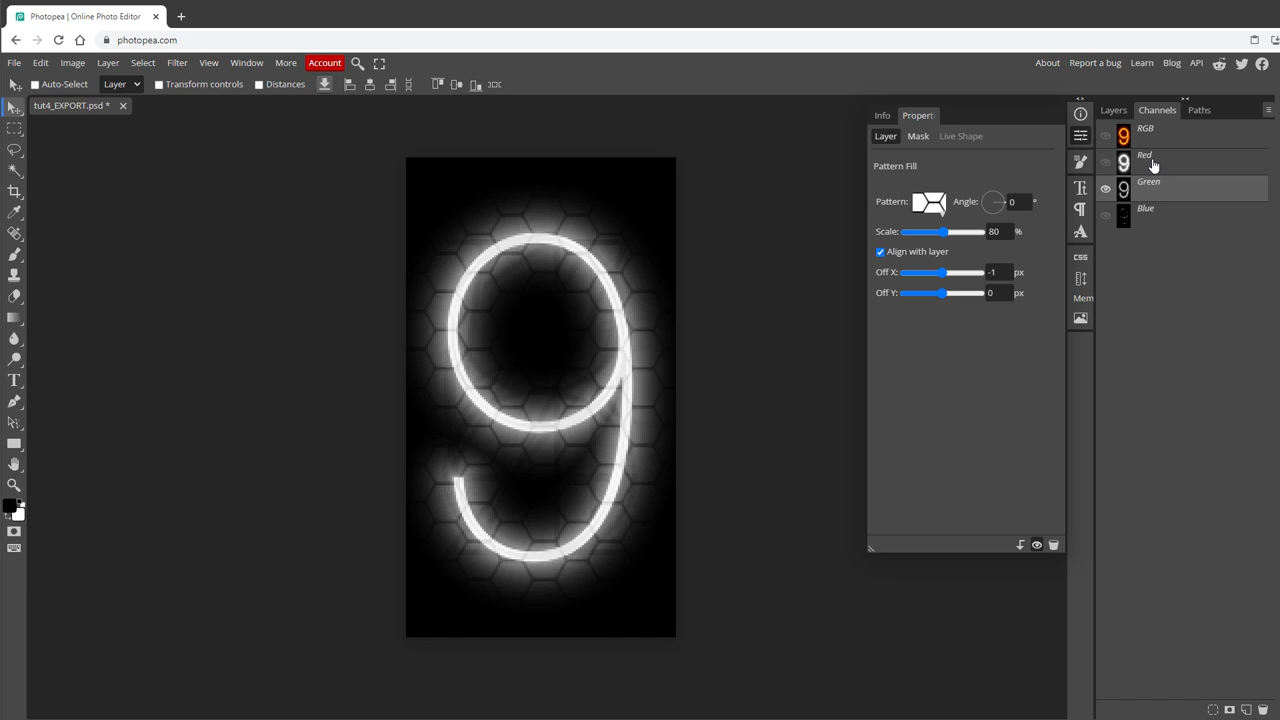 Photopea | Online Photo Editor
photopea.com
File Edit Image Layer Select Filter View Window More Account About Report a bug Learn Blog API
Auto-Select Layer Transform controls Distances
tut4_EXPORT.psd *
Info Properti
Layer Mask Live Shape
Pattern Fill
Pattern: Angle: 0 °
Scale: 80 %
Align with layer
Off X: -1 px
Off Y: 0 px
CSS
Mem
Layers Channels Paths
RGB
Red
Green
Blue
9